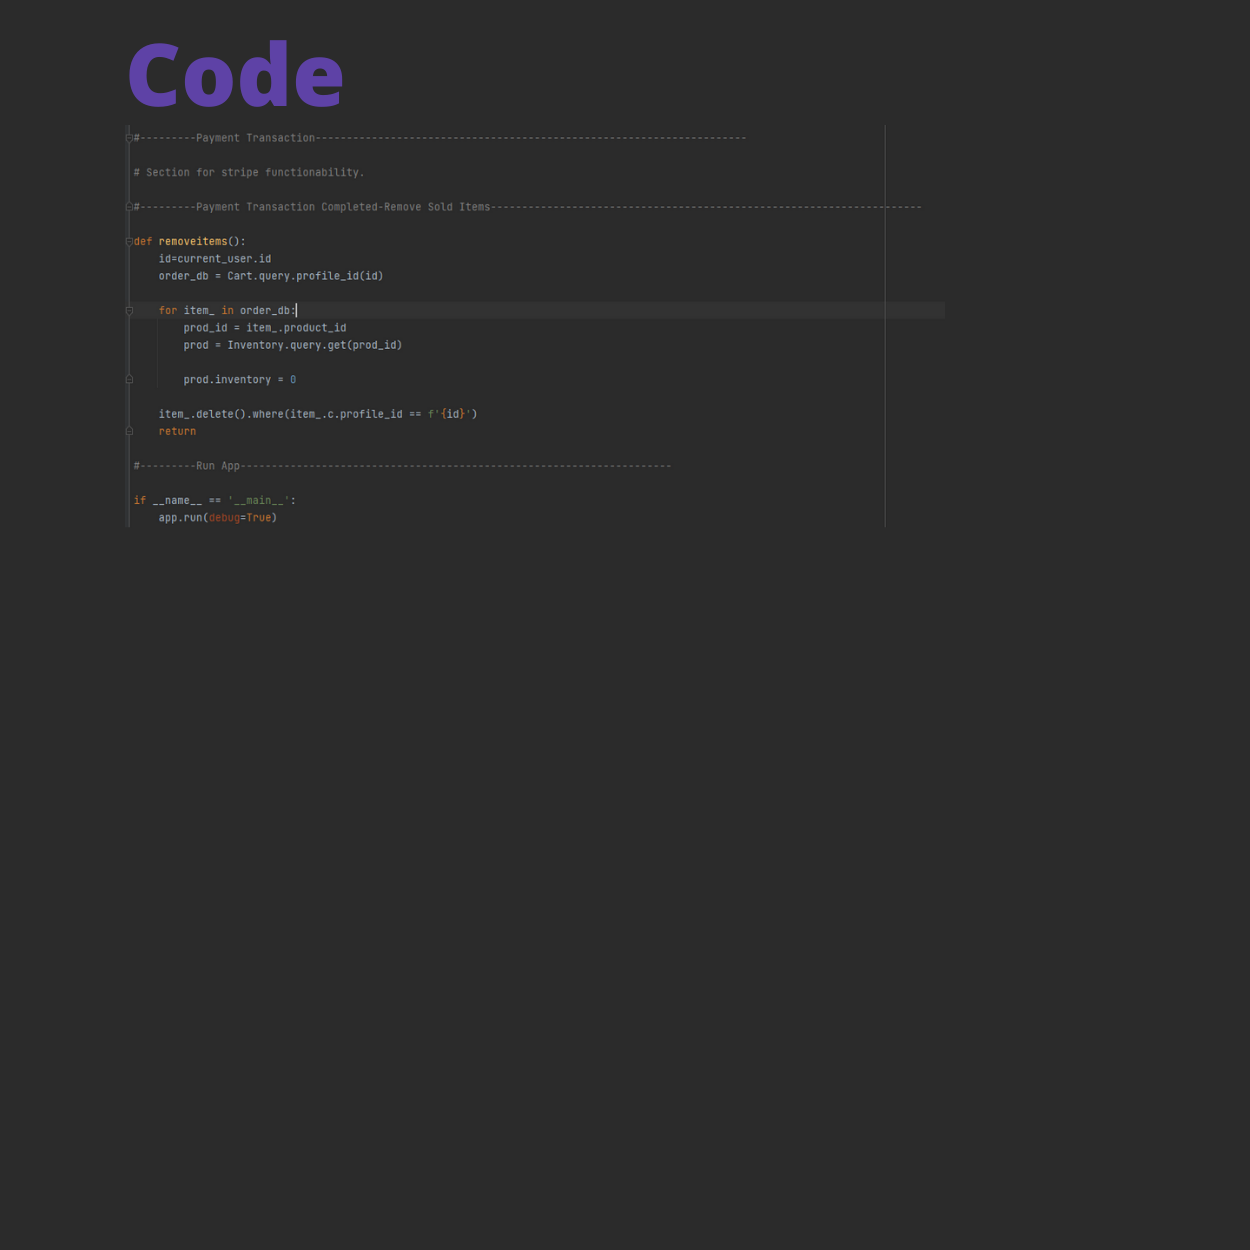 Code
#---------Payment Transaction---------------------------------------------------------------------
# Section for stripe functionability.
#---------Payment Transaction Completed-Remove Sold Items---------------------------------------------------------------------
def removeitems():
    id=current_user.id
    order_db = Cart.query.profile_id(id)
    for item_ in order_db:
        prod_id = item_.product_id
        prod = Inventory.query.get(prod_id)
        prod.inventory = 0
    item_.delete().where(item_.c.profile_id == f'{id}')
    return
#---------Run App---------------------------------------------------------------------
if __name__ == '__main__':
    app.run(debug=True)